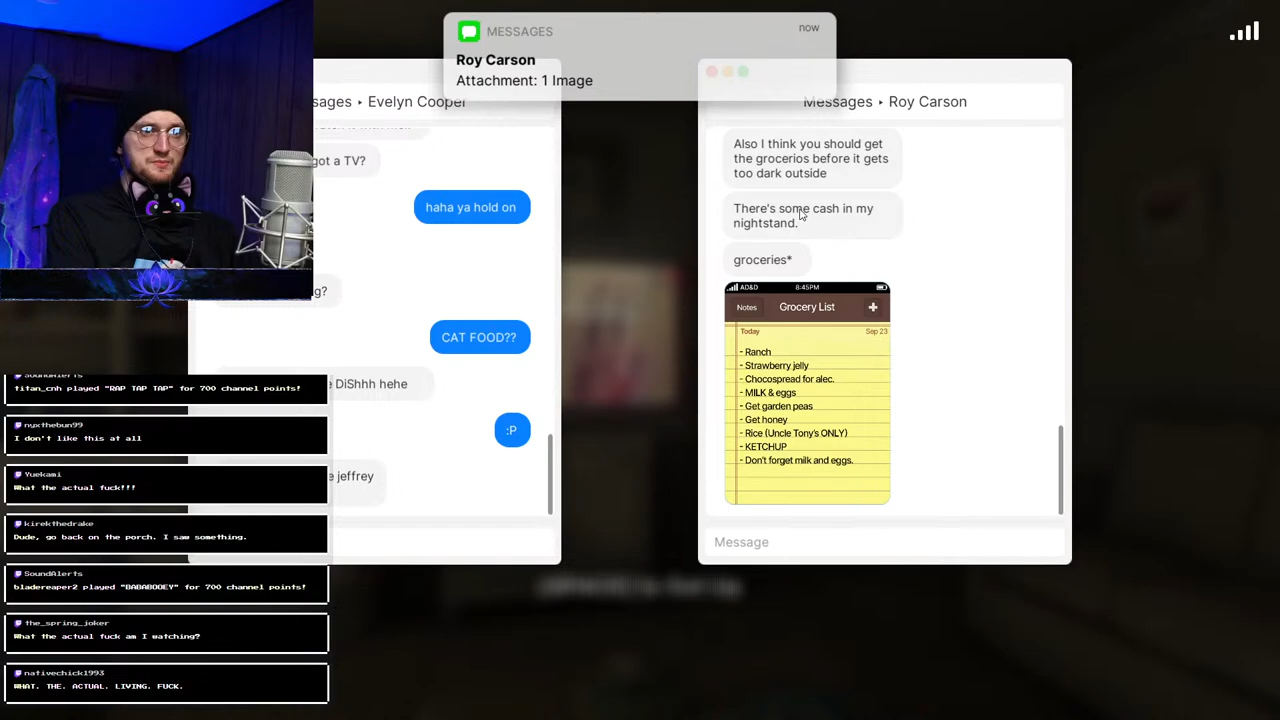 MESSAGES
now
Roy Carson
Attachment: 1 Image
sages ▸ Evelyn Cooper
got a TV?
haha ya hold on
g?
CAT FOOD??
e DiShhh hehe
:P
e jeffrey
Messages ▸ Roy Carson
Also I think you should get
the grocerios before it gets
too dark outside
There's some cash in my
nightstand.
groceries*
AD&D 8:45PM
Notes Grocery List +
Today Sep 23
- Ranch
- Strawberry jelly
- Chocospread for alec.
- MILK & eggs
- Get garden peas
- Get honey
- Rice (Uncle Tony's ONLY)
- KETCHUP
- Don't forget milk and eggs.
Message
SoundAlerts
titan_cnh played "RAP TAP TAP" for 700 channel points!
nyxthebun99
I don't like this at all
Yuekami
What the actual fuck!!!
kirekthedrake
Dude, go back on the porch. I saw something.
SoundAlerts
bladereaper2 played "BABABOOEY" for 700 channel points!
the_spring_joker
What the actual fuck am I watching?
nativechick1993
WHAT. THE. ACTUAL. LIVING. FUCK.